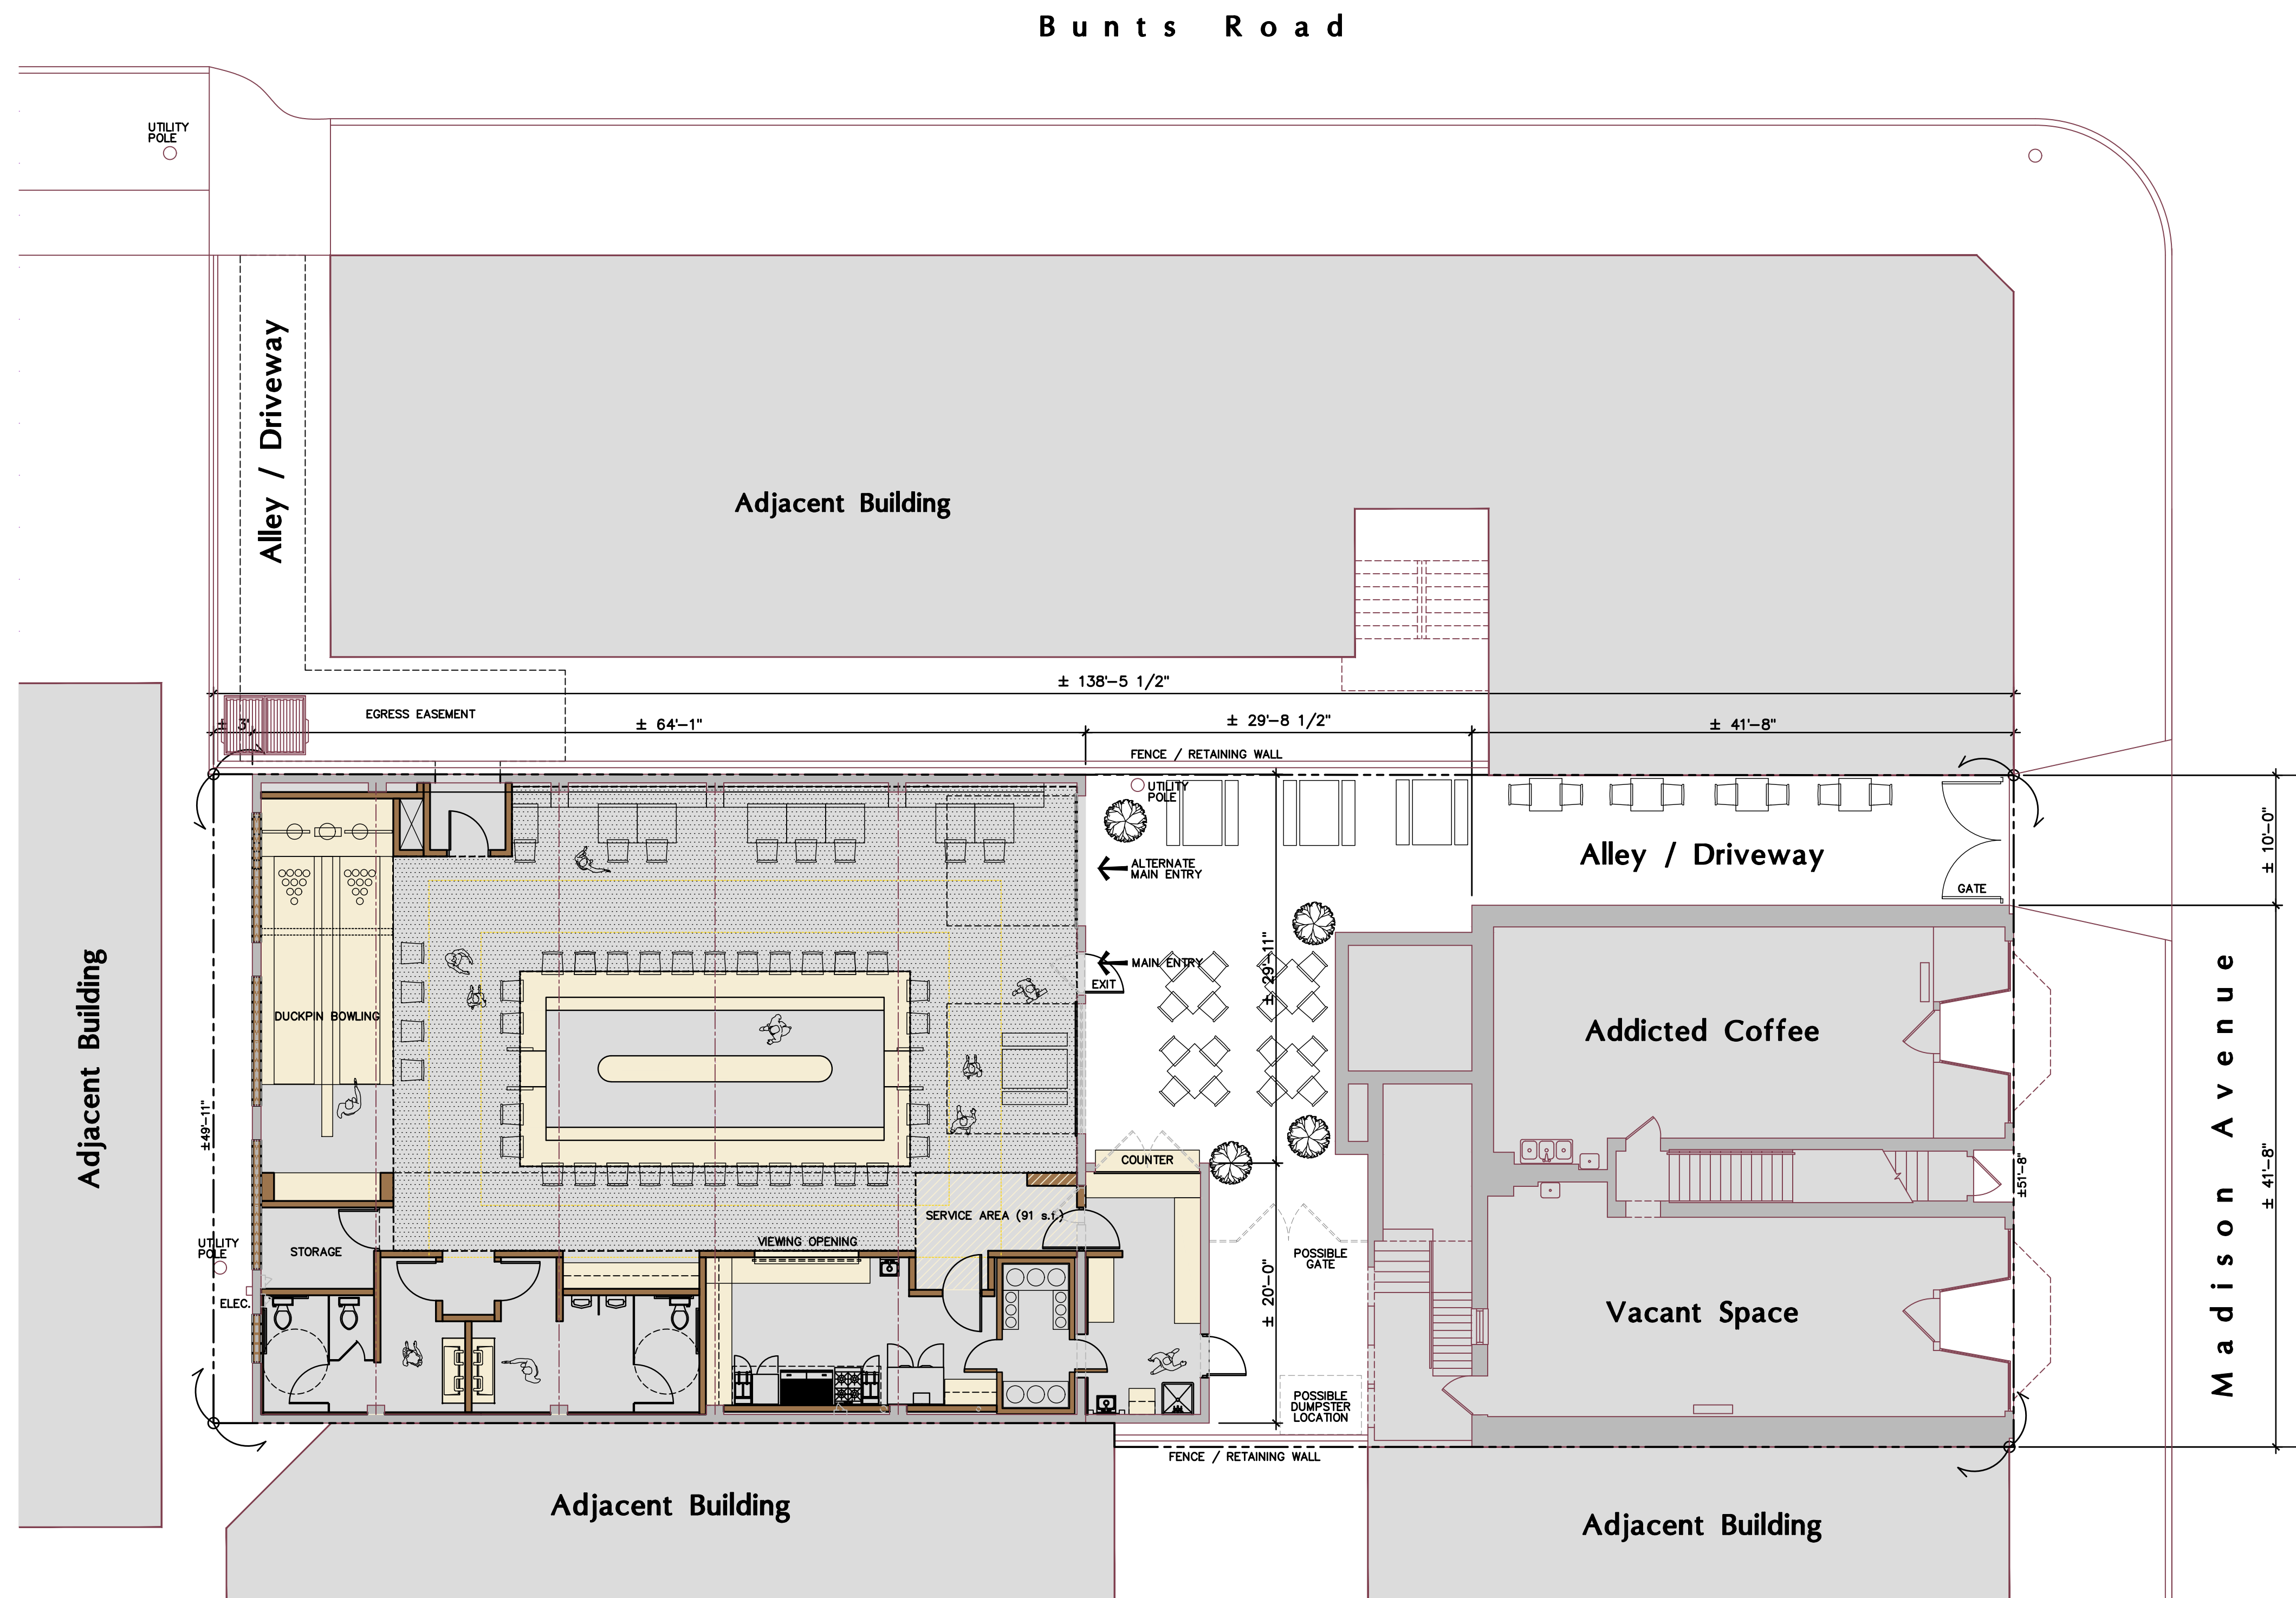 Bunts Road
UTILITY
POLE
Alley / Driveway
Adjacent Building
± 138'-5 1/2"
± 3'
EGRESS EASEMENT
± 64'-1"
± 29'-8 1/2"
± 41'-8"
FENCE / RETAINING WALL
UTILITY
POLE
ALTERNATE
MAIN ENTRY
Alley / Driveway
GATE
± 10'-0"
MAIN ENTRY
EXIT
± 29'-11"
Adjacent Building
DUCKPIN BOWLING
Addicted Coffee
Madison Avenue
±49'-11"
COUNTER
±51'-8"
± 41'-8"
SERVICE AREA (91 s.f.)
UTILITY
POLE
STORAGE
VIEWING OPENING
POSSIBLE
GATE
± 20'-0"
ELEC.
Vacant Space
POSSIBLE
DUMPSTER
LOCATION
FENCE / RETAINING WALL
Adjacent Building
Adjacent Building